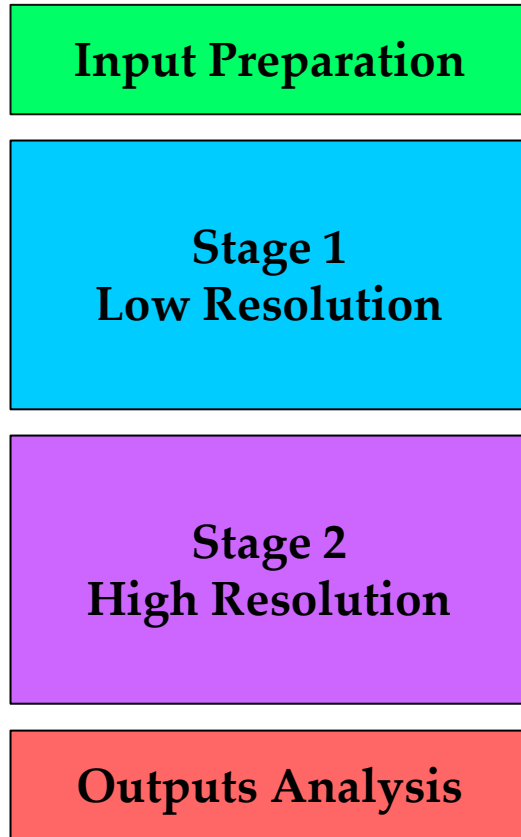 Input Preparation
Stage 1
Low Resolution
Stage 2
High Resolution
Outputs Analysis